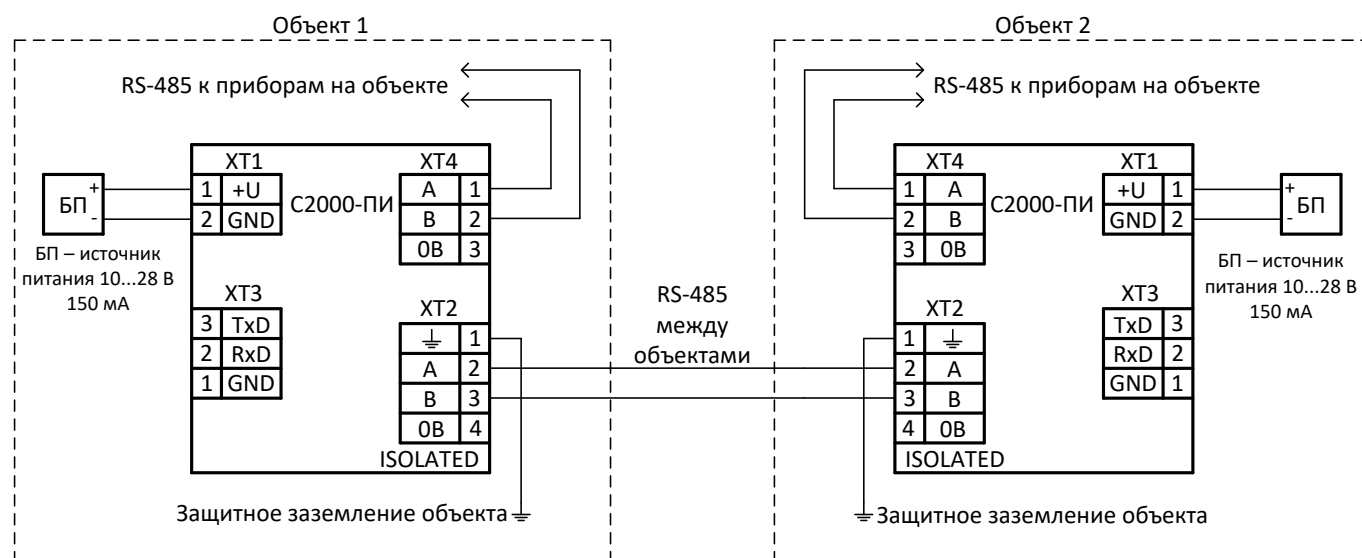 Объект 1
RS-485 к приборам на объекте
XT1
1 +U
2 GND
С2000-ПИ
XT4
A 1
B 2
0В 3
БП
+
-
БП – источник
питания 10...28 В
150 мА
XT3
3 TxD
2 RxD
1 GND
XT2
1
A 2
B 3
0В 4
ISOLATED
Защитное заземление объекта
RS-485
между
объектами
Объект 2
RS-485 к приборам на объекте
XT4
1 A
2 B
3 0В
С2000-ПИ
XT1
+U 1
GND 2
+
-
БП
БП – источник
питания 10...28 В
150 мА
XT3
TxD 3
RxD 2
GND 1
XT2
1
2 A
3 B
4 0В
ISOLATED
Защитное заземление объекта